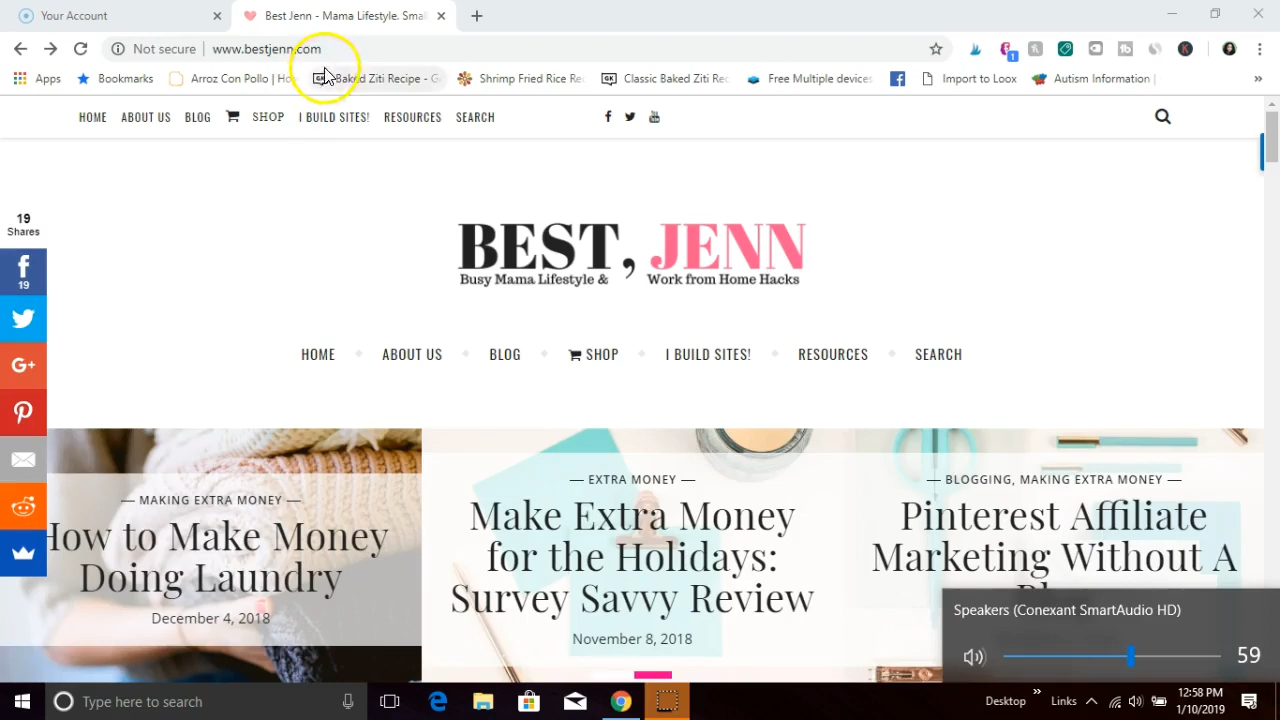 Your Account
Best Jenn - Mama Lifestyle. Smal
Not secure
www.bestjenn.com
1
Apps
Bookmarks
Arroz Con Pollo | Ho
GK
Baked Ziti Recipe - G
Shrimp Fried Rice Re
GK
Classic Baked Ziti Rec
Free Multiple devices
Import to Loox
Autism Information |
HOME
ABOUT US
BLOG
SHOP
I BUILD SITES!
RESOURCES
SEARCH
19
Shares
19
BEST, JENN
Busy Mama Lifestyle & Work from Home Hacks
HOME
ABOUT US
BLOG
SHOP
I BUILD SITES!
RESOURCES
SEARCH
— MAKING EXTRA MONEY —
How to Make Money
Doing Laundry
December 4, 2018
— EXTRA MONEY —
Make Extra Money
for the Holidays:
Survey Savvy Review
November 8, 2018
— BLOGGING, MAKING EXTRA MONEY —
Pinterest Affiliate
Marketing Without A
Speakers (Conexant SmartAudio HD)
59
Type here to search
Desktop
Links
12:58 PM
1/10/2019